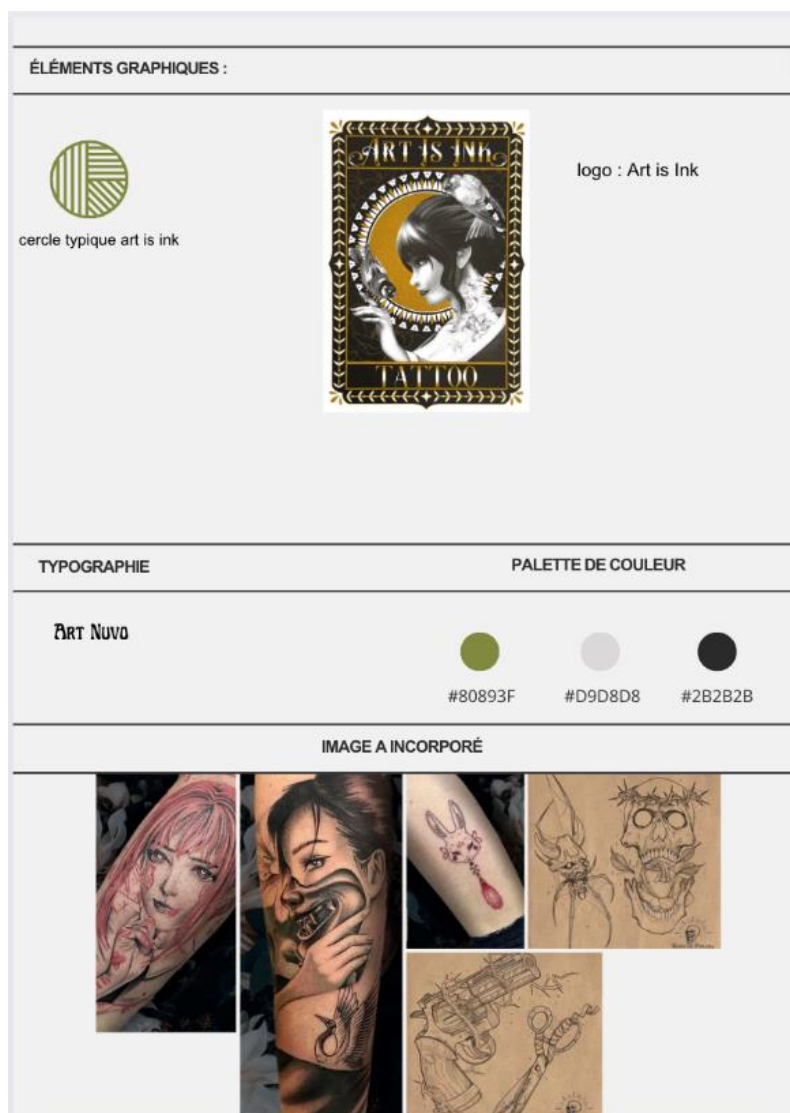 ÉLÉMENTS GRAPHIQUES :
ART IS INK
logo : Art is Ink
cercle typique art is ink
TATTOO
TYPOGRAPHIE
PALETTE DE COULEUR
ART NUVO
#80893F
#D9D8D8
#2B2B2B
IMAGE A INCORPORÉ